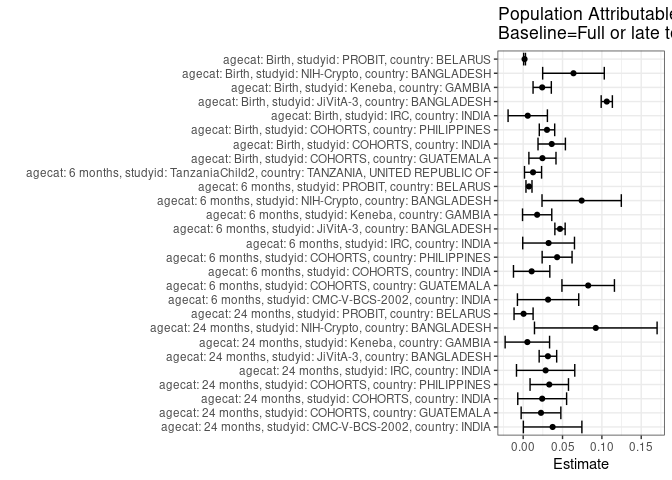 Population Attributable
Baseline=Full or late
agecat: Birth, studyid: PROBIT, country: BELARUS
agecat: Birth, studyid: NIH-Crypto, country: BANGLADESH
agecat: Birth, studyid: Keneba, country: GAMBIA
agecat: Birth, studyid: JiVitA-3, country: BANGLADESH
agecat: Birth, studyid: IRC, country: INDIA
agecat: Birth, studyid: COHORTS, country: PHILIPPINES
agecat: Birth, studyid: COHORTS, country: INDIA
agecat: Birth, studyid: COHORTS, country: GUATEMALA
agecat: 6 months, studyid: TanzaniaChild2, country: TANZANIA, UNITED REPUBLIC OF
agecat: 6 months, studyid: PROBIT, country: BELARUS
agecat: 6 months, studyid: NIH-Crypto, country: BANGLADESH
agecat: 6 months, studyid: Keneba, country: GAMBIA
agecat: 6 months, studyid: JiVitA-3, country: BANGLADESH
agecat: 6 months, studyid: IRC, country: INDIA
agecat: 6 months, studyid: COHORTS, country: PHILIPPINES
agecat: 6 months, studyid: COHORTS, country: INDIA
agecat: 6 months, studyid: COHORTS, country: GUATEMALA
agecat: 6 months, studyid: CMC-V-BCS-2002, country: INDIA
agecat: 24 months, studyid: PROBIT, country: BELARUS
agecat: 24 months, studyid: NIH-Crypto, country: BANGLADESH
agecat: 24 months, studyid: Keneba, country: GAMBIA
agecat: 24 months, studyid: JiVitA-3, country: BANGLADESH
agecat: 24 months, studyid: IRC, country: INDIA
agecat: 24 months, studyid: COHORTS, country: PHILIPPINES
agecat: 24 months, studyid: COHORTS, country: INDIA
agecat: 24 months, studyid: COHORTS, country: GUATEMALA
agecat: 24 months, studyid: CMC-V-BCS-2002, country: INDIA
0.00 0.05 0.10 0.15
Estimate